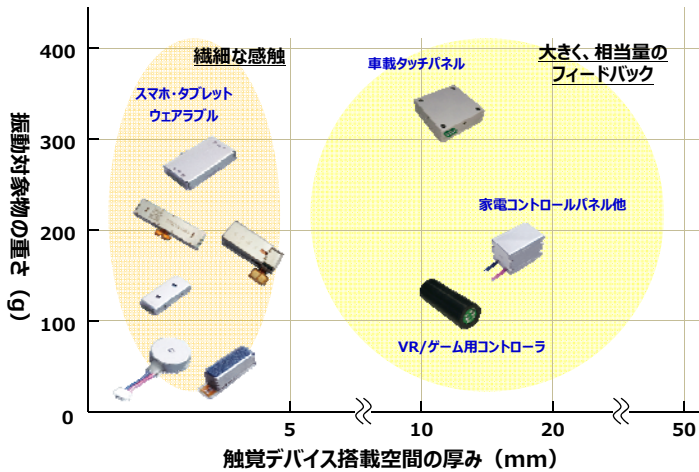 400
繊細な感触
大きく、相当量の
フィードバック
車載タッチパネル
スマホ・タブレット
ウェアラブル
300
振動対象物の重さ（g）
200
家電コントロールパネル他
100
VR/ゲーム用コントローラ
0
5
10
20
50
触覚デバイス搭載空間の厚み（mm）